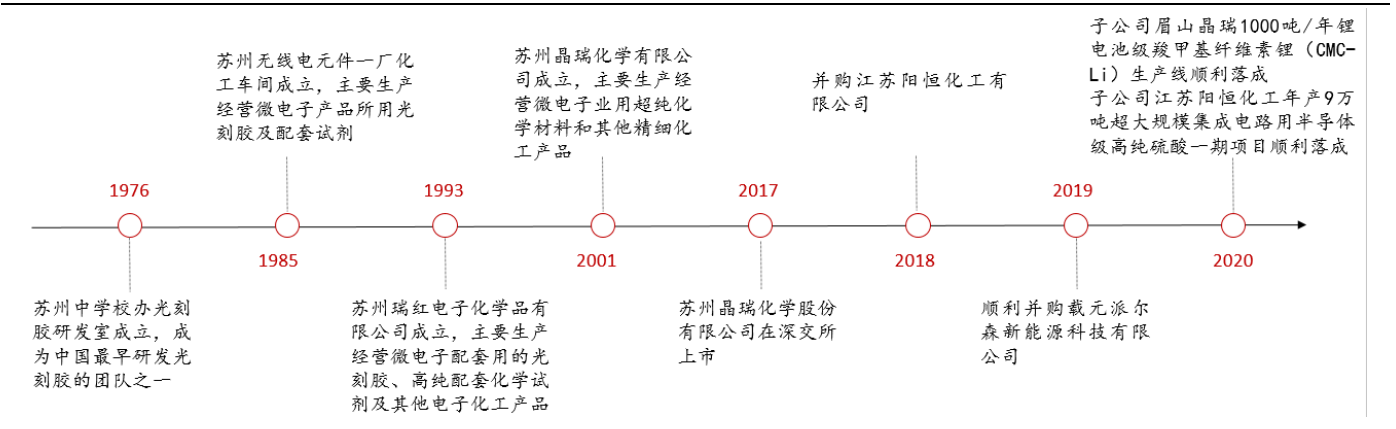 1976
苏州中学校办光刻
胶研发室成立，成
为中国最早研发光
刻胶的团队之一
苏州无线电元件一厂化
工车间成立，主要生产
经营微电子产品所用光
刻胶及配套试剂
1985
1993
苏州瑞红电子化学品有
限公司成立，主要生产
经营微电子配套用的光
刻胶、高纯配套化学试
剂及其他电子化工产品
苏州晶瑞化学有限公
司成立，主要生产经
营微电子业用超纯化
学材料和其他精细化
工产品
2001
2017
苏州晶瑞化学股份
有限公司在深交所
上市
并购江苏阳恒化工有
限公司
2018
2019
顺利并购载元派尔
森新能源科技有限
公司
子公司眉山晶瑞1000吨/年锂
电池级羧甲基纤维素锂（CMC-
Li）生产线顺利落成
子公司江苏阳恒化工年产9万
吨超大规模集成电路用半导体
级高纯硫酸一期项目顺利落成
2020